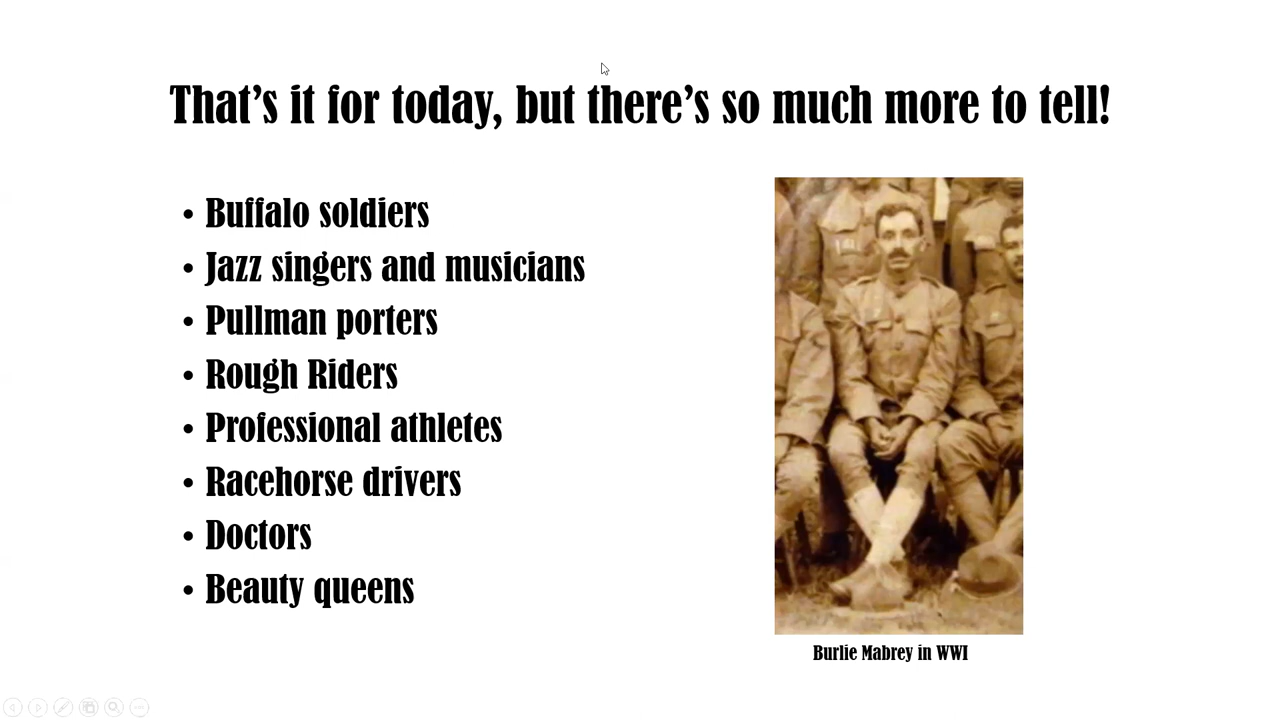 That’s it for today, but there’s so much more to tell!
• Buffalo soldiers
• Jazz singers and musicians
• Pullman porters
• Rough Riders
• Professional athletes
• Racehorse drivers
• Doctors
• Beauty queens
Burlie Mabrey in WWI